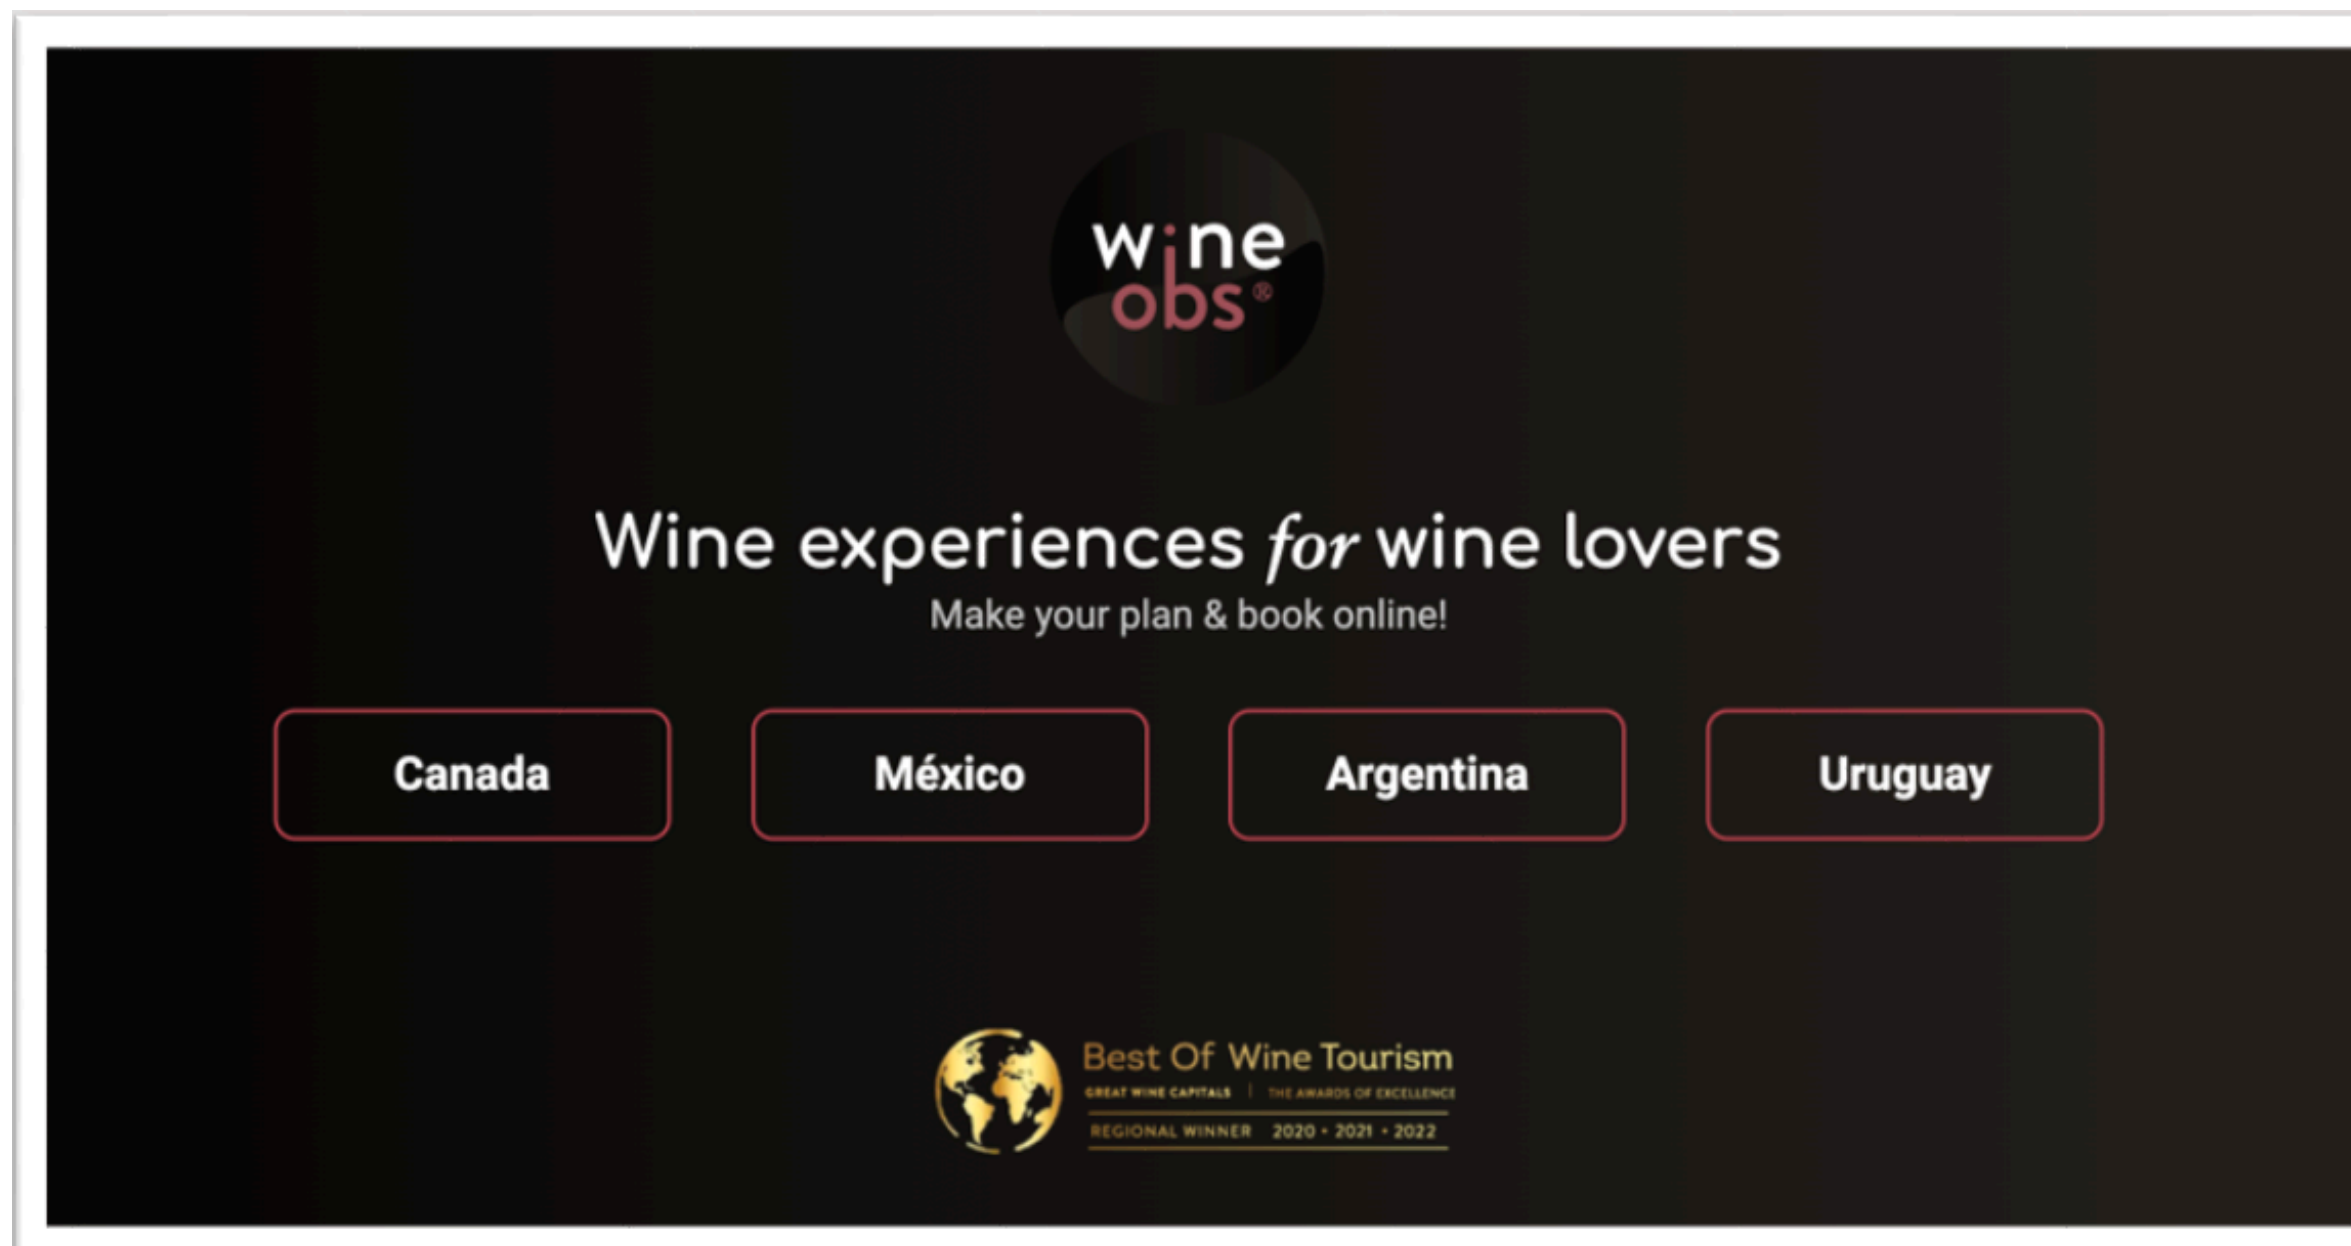 wine
obs®
Wine experiences for wine lovers
Make your plan & book online!
Canada
México
Argentina
Uruguay
Best Of Wine Tourism
GREAT WINE CAPITALS | THE AWARDS OF EXCELLENCE
REGIONAL WINNER 2020 • 2021 • 2022